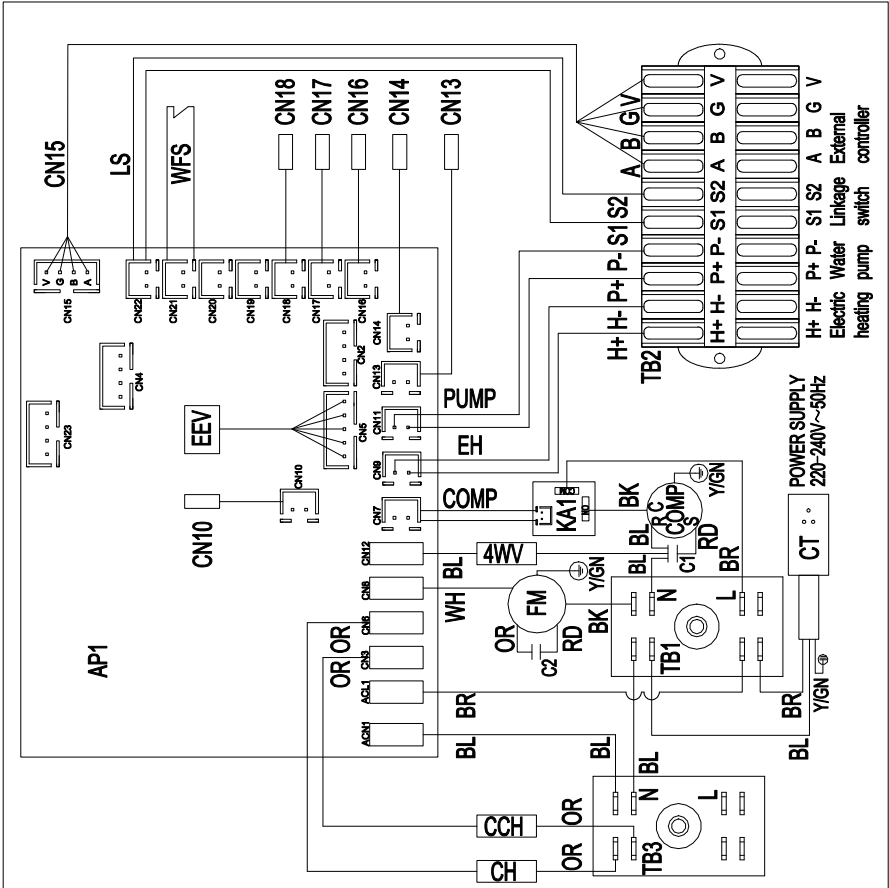 CN15
LS
WFS
CN18
CN17
CN16
CN14
CN13
V
G
B
A
S2
S1
P-
P+
H-
H+
TB2
V
G
B
A
S2
S1
P-
P+
H-
H+
V
G
B
A
External controller
S1 S2
Linkage switch
P+ P-
Water pump
H+ H-
Electric heating
V
G
B
A
CN15
CN22
CN21
CN20
CN19
CN18
CN17
CN16
CN4
CN2
CN14
CN13
CN23
EEV
CN5
CN11
PUMP
EH
CN9
CN10
CN10
CN7
COMP
COM
NO
KA1
BK
C
R
S
COMP
Y/GN
BL
RD
BR
POWER SUPPLY
220-240V~50Hz
CT
CN12
BL
4WV
BL
C1
CN8
WH
FM
Y/GN
OR
RD
C2
BK
N
L
TB1
CN6
OR
CN3
OR
AP1
ACL1
BR
ACN1
BL
BR
Y/GN
BL
BL
BL
N
L
TB3
CCH
OR
CH
OR